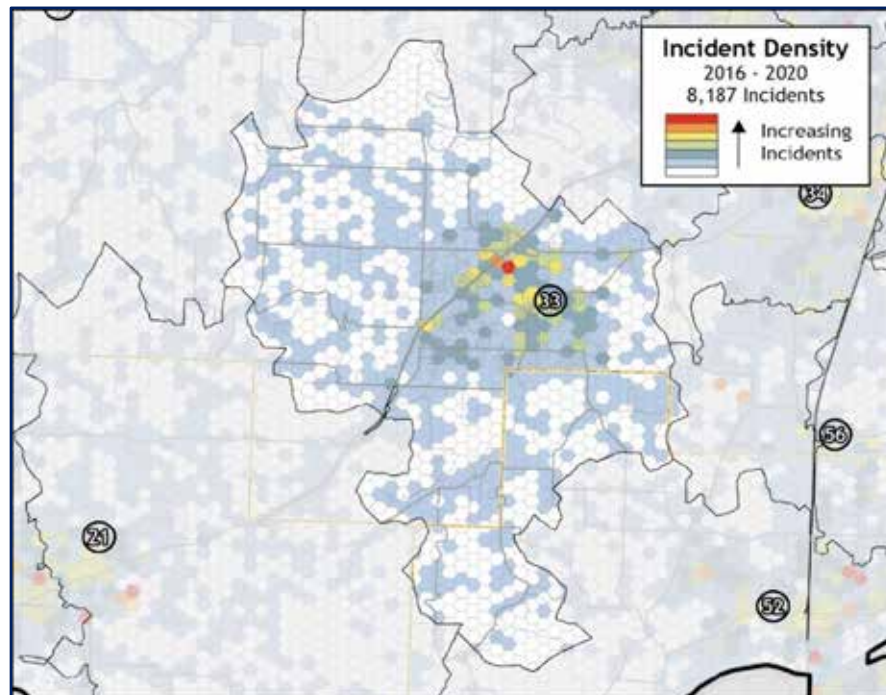 Incident Density
2016 - 2020
8,187 Incidents
Increasing
Incidents
34
33
56
21
52